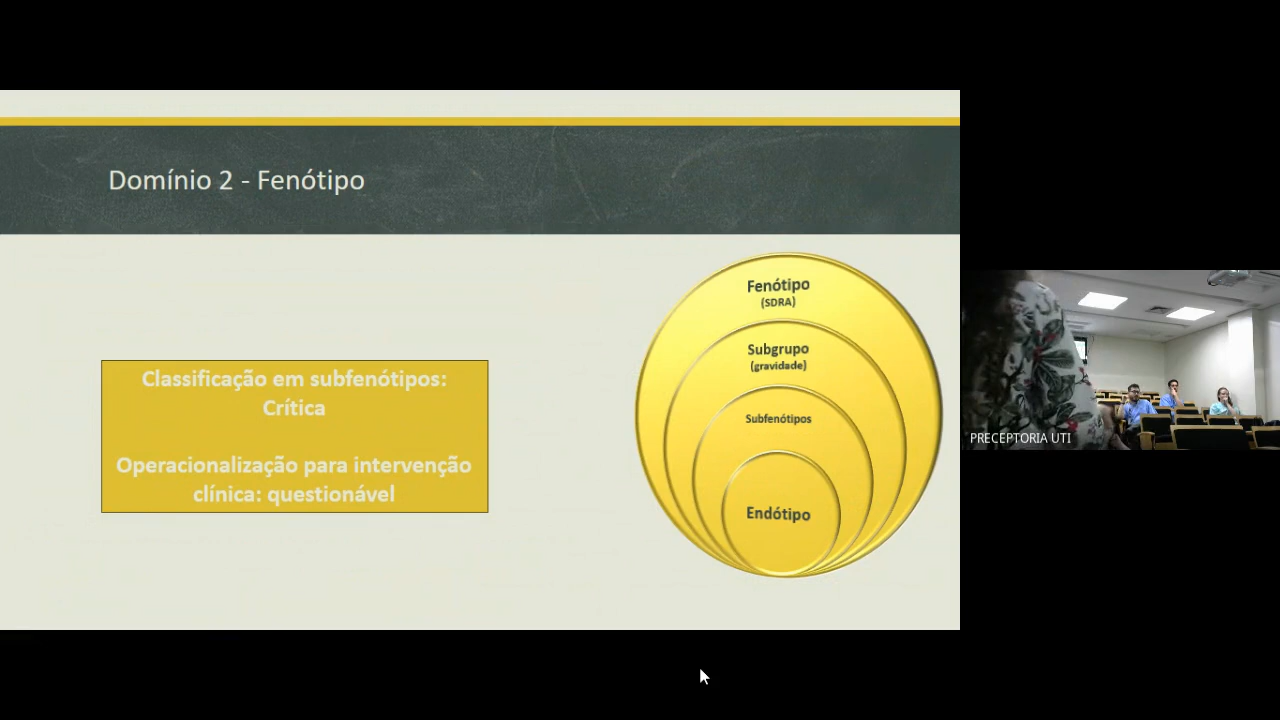 Domínio 2 - Fenótipo
Classificação em subfenótipos:
Crítica
Operacionalização para intervenção
clínica: questionável
Fenótipo
(SDRA)
Subgrupo
(gravidade)
Subfenótipos
Endótipo
PRECEPTORIA UTI